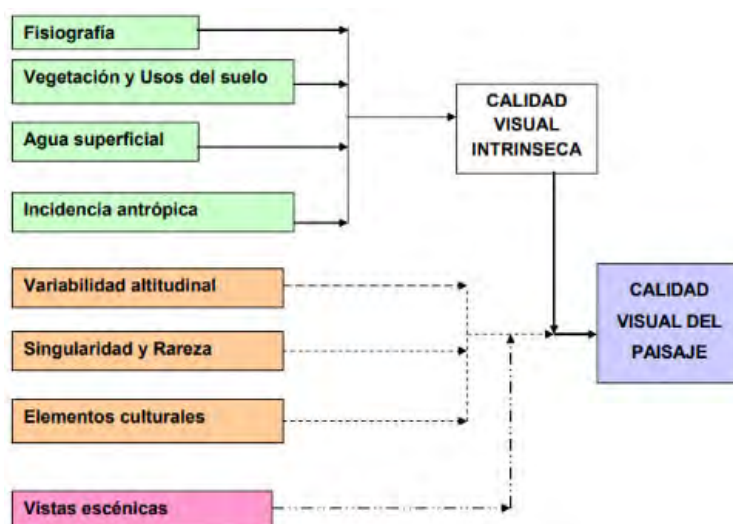 Fisiografía
Vegetación y Usos del suelo
Agua superficial
Incidencia antrópica
CALIDAD
VISUAL
INTRINSECA
Variabilidad altitudinal
Singularidad y Rareza
Elementos culturales
Vistas escénicas
CALIDAD
VISUAL DEL
PAISAJE